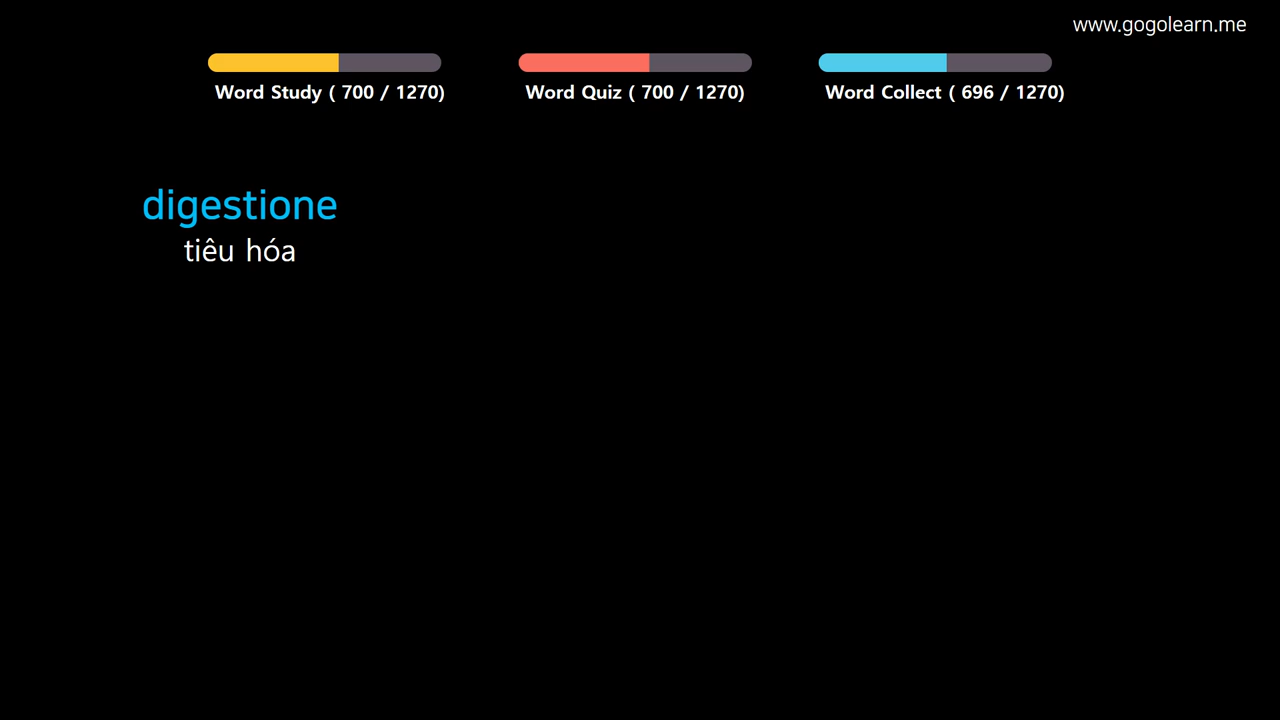 www.gogolearn.me
Word Study ( 700 / 1270)
Word Quiz ( 700 / 1270)
Word Collect ( 696 / 1270)
digestione
tiêu hóa